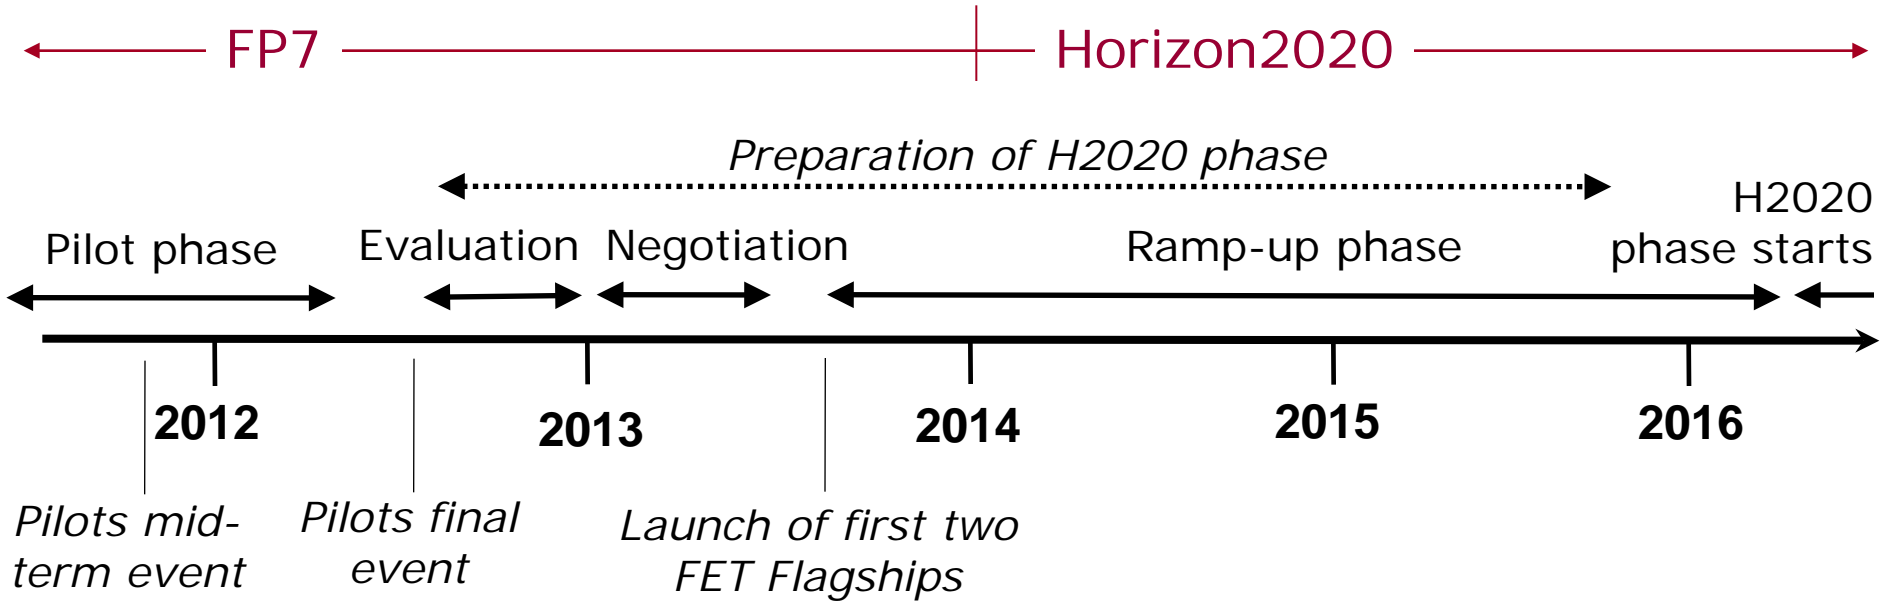 FP7
Horizon2020
Preparation of H2020 phase
H2020
phase starts
Pilot phase
Evaluation
Negotiation
Ramp-up phase
2012
2013
2014
2015
2016
Pilots mid-
term event
Pilots final
event
Launch of first two
FET Flagships